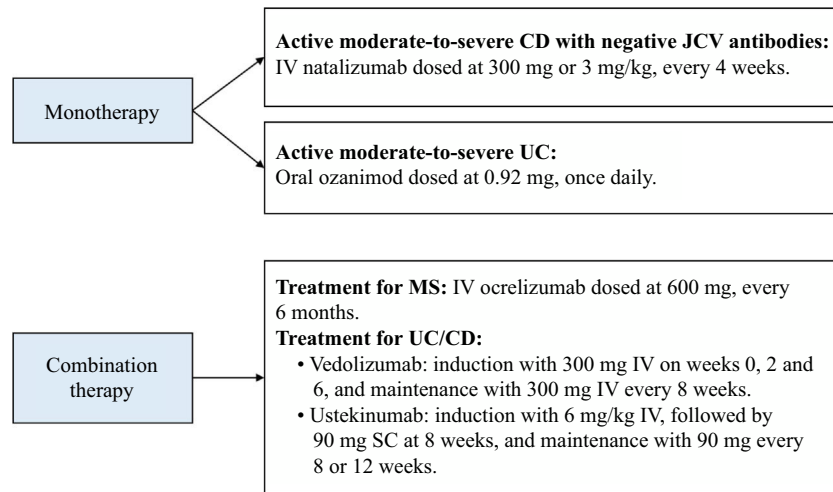 Monotherapy
Active moderate-to-severe CD with negative JCV antibodies:
IV natalizumab dosed at 300 mg or 3 mg/kg, every 4 weeks.
Active moderate-to-severe UC:
Oral ozanimod dosed at 0.92 mg, once daily.
Combination
therapy
Treatment for MS: IV ocrelizumab dosed at 600 mg, every
6 months.
Treatment for UC/CD:
• Vedolizumab: induction with 300 mg IV on weeks 0, 2 and
6, and maintenance with 300 mg IV every 8 weeks.
• Ustekinumab: induction with 6 mg/kg IV, followed by
90 mg SC at 8 weeks, and maintenance with 90 mg every
8 or 12 weeks.